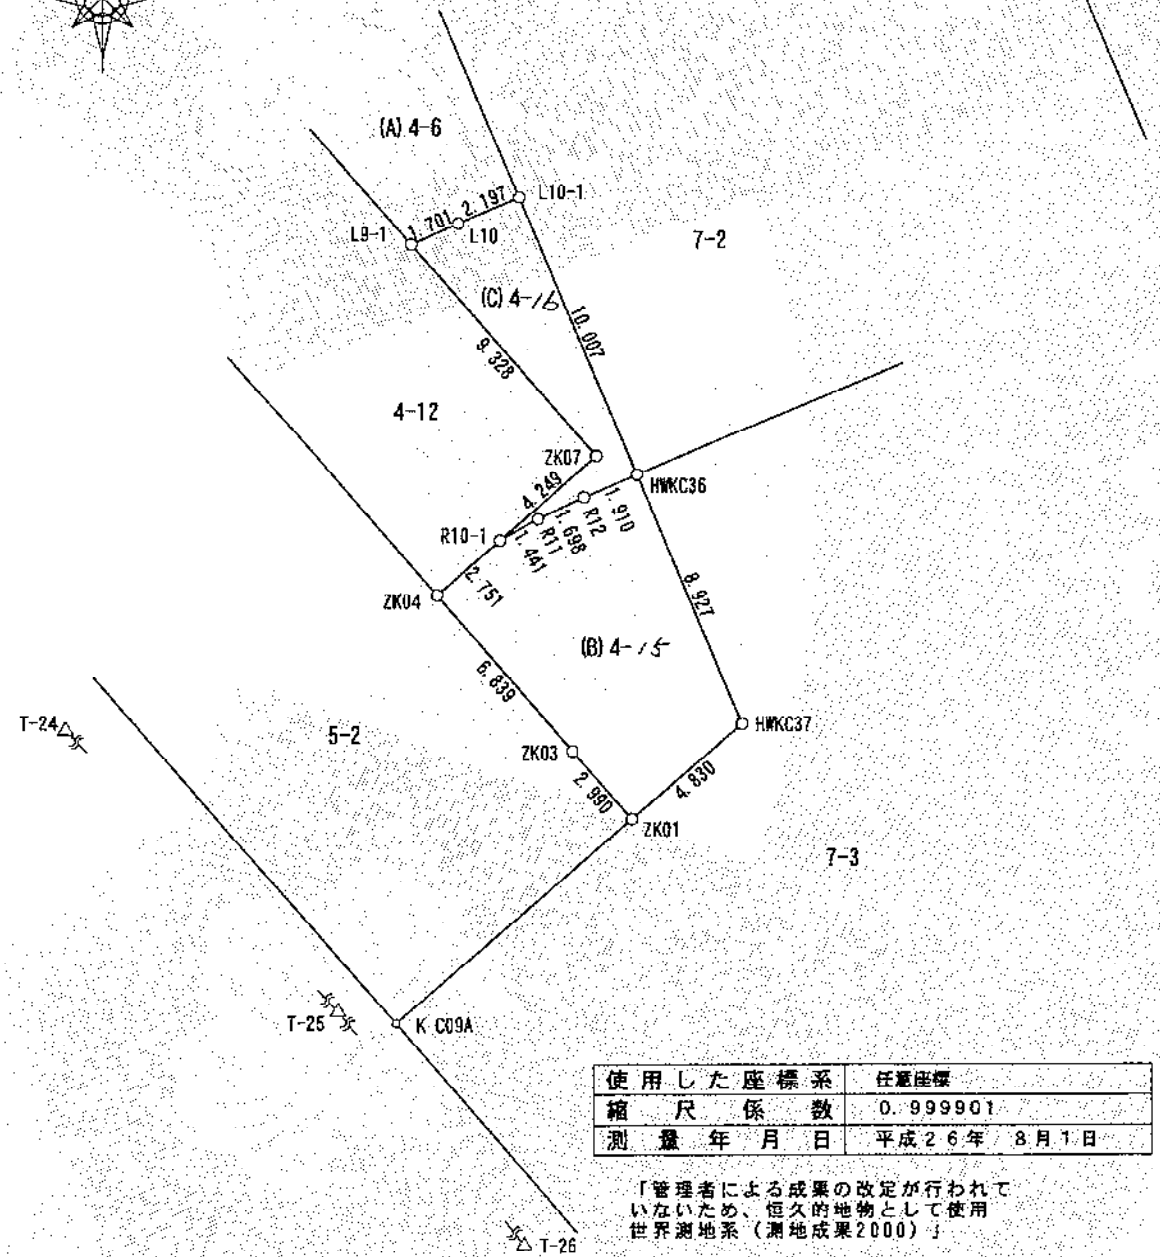 (A) 4-6
L10-1
2.197
1.701
L9-1
L10
7-2
(C) 4-16
10.007
9.328
4-12
ZK07
HWKC36
4.249
1.910
R12
1.698
R11
1.441
R10-1
2.751
ZK04
8.927
(B) 4-15
6.839
T-24
5-2
HWKC37
ZK03
2.990
4.830
ZK01
7-3
T-25
K C09A
使用した座標系 任意座標
縮尺係数 0.999901
測量年月日 平成26年 8月1日
「管理者による成果の改定が行われて
いないため、恒久的地物として使用
世界測地系（測地成果2000）」
T-26